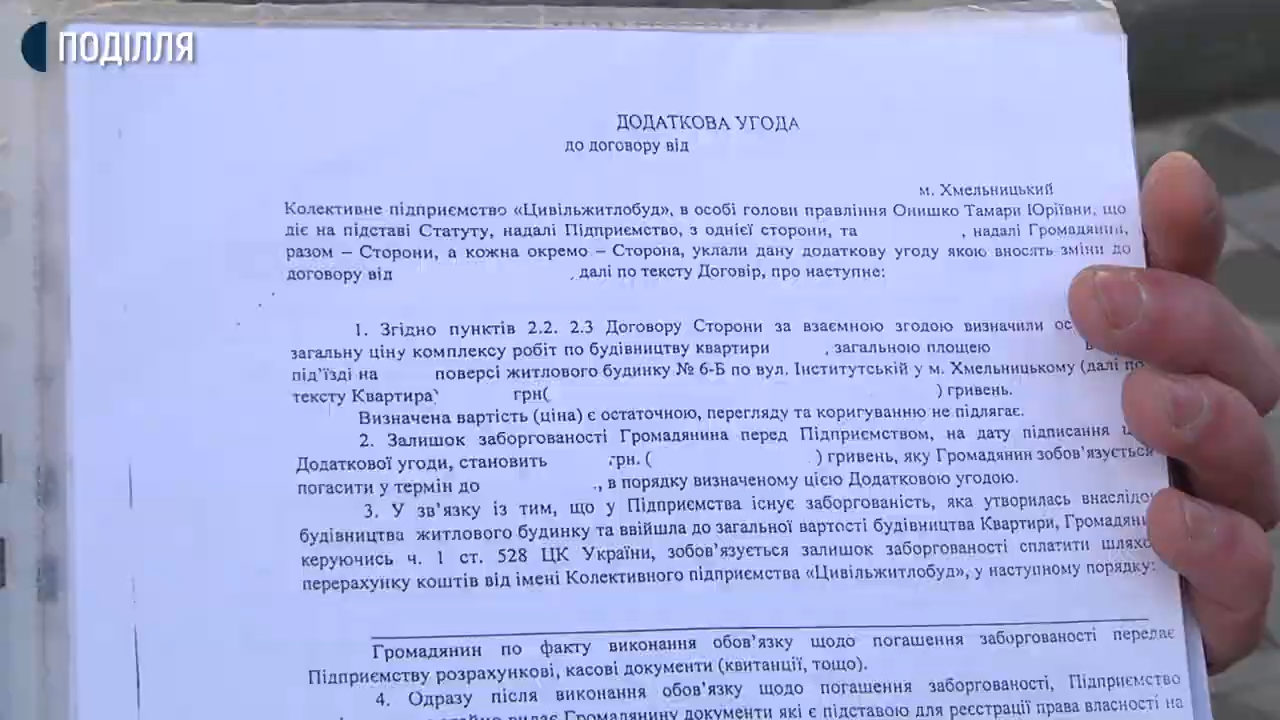 ПОДІЛЛЯ
ДОДАТКОВА УГОДА
до договору від
м. Хмельницький
Колективне підприємство «Цивільжитлобуд», в особі голови правління Онишко Тамари Юріївни, що
діє на підставі Статуту, надалі Підприємство, з однієї сторони, та , надалі Громадянин,
разом – Сторони, а кожна окремо – Сторона, уклали дану додаткову угоду якою вносять зміни до
договору від , далі по тексту Договір, про наступне:
1. Згідно пунктів 2.2. 2.3 Договору Сторони за взаємною згодою визначили
загальну ціну комплексу робіт по будівництву квартири , загальною площею
під'їзді на поверсі житлового будинку № 6-Б по вул. Інститутській у м. Хмельницькому (далі по
тексту Квартира) грн( ) гривень.
Визначена вартість (ціна) є остаточною, перегляду та коригуванню не підлягає.
2. Залишок заборгованості Громадянина перед Підприємством, на дату підписання
Додаткової угоди, становить грн. ( ) гривень, яку Громадянин зобов'язується
погасити у термін до ., в порядку визначеному цією Додатковою угодою.
3. У зв'язку із тим, що у Підприємства існує заборгованість, яка утворилась внаслідок
будівництва житлового будинку та ввійшла до загальної вартості будівництва Квартири,
керуючись ч. 1 ст. 528 ЦК України, зобов'язується залишок заборгованості сплатити
перерахунку коштів від імені Колективного підприємства «Цивільжитлобуд», у наступному порядку:
Громадянин по факту виконання обов'язку щодо погашення заборгованості передає
Підприємству розрахункові, касові документи (квитанції, тощо).
4. Одразу після виконання обов'язку щодо погашення заборгованості, Підприємство
видає Громадянину документи які є підставою для реєстрації права власності на